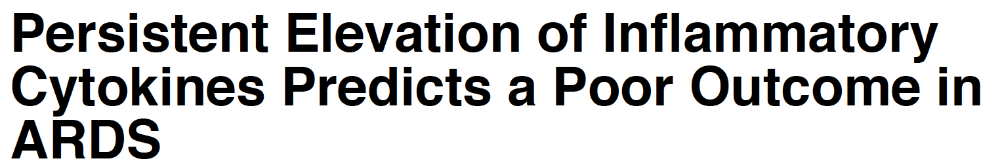 Persistent Elevation of Inflammatory
Cytokines Predicts a Poor Outcome in
ARDS